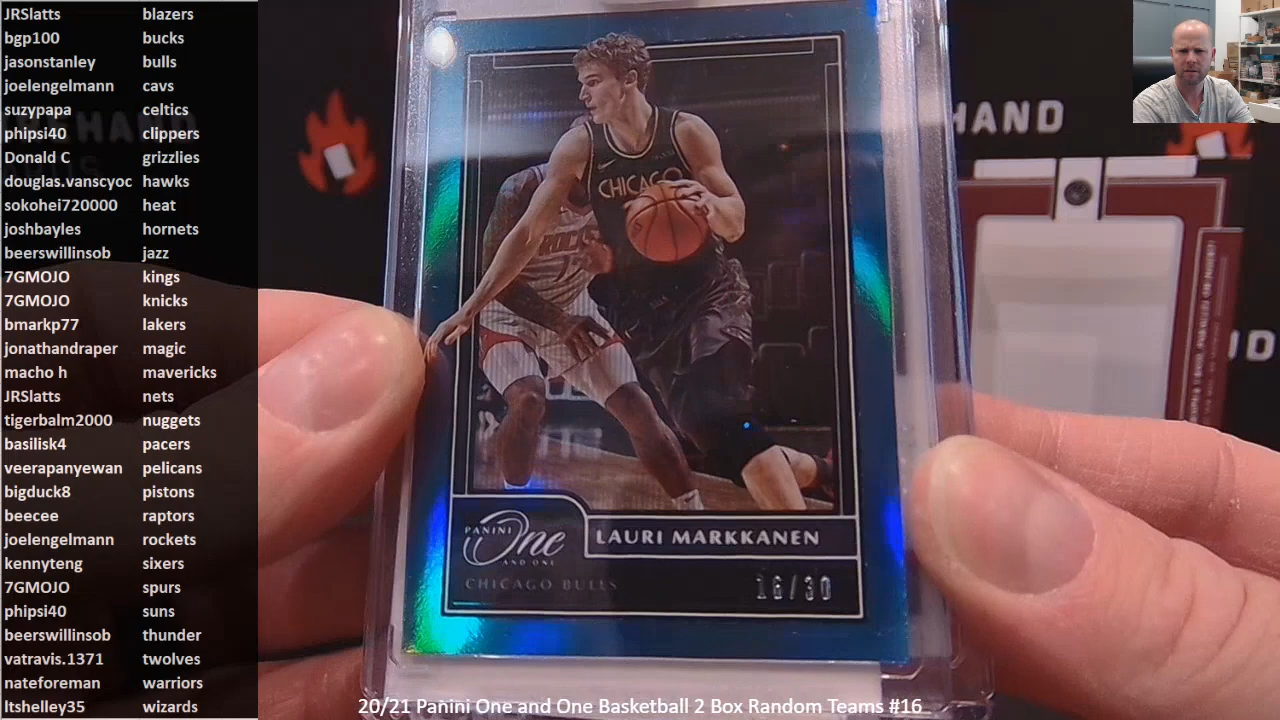 JRSlatts blazers
bgp100 bucks
jasonstanley bulls
joelengelmann cavs
suzypapa celtics
phipsi40 clippers
Donald C grizzlies
douglas.vanscyoc hawks
sokohei720000 heat
joshbayles hornets
beerswillinsob jazz
7GMOJO kings
7GMOJO knicks
bmarkp77 lakers
jonathandraper magic
macho h mavericks
JRSlatts nets
tigerbalm2000 nuggets
basilisk4 pacers
veerapanyewan pelicans
bigduck8 pistons
beecee raptors
joelengelmann rockets
kennyteng sixers
7GMOJO spurs
phipsi40 suns
beerswillinsob thunder
vatravis.1371 twolves
nateforeman warriors
ltshelley35 wizards
HAND
HAND
CHICAGO
PANINI
One
AND ONE
LAURI MARKKANEN
CHICAGO BULLS
16/30
20/21 Panini One and One Basketball 2 Box Random Teams #16